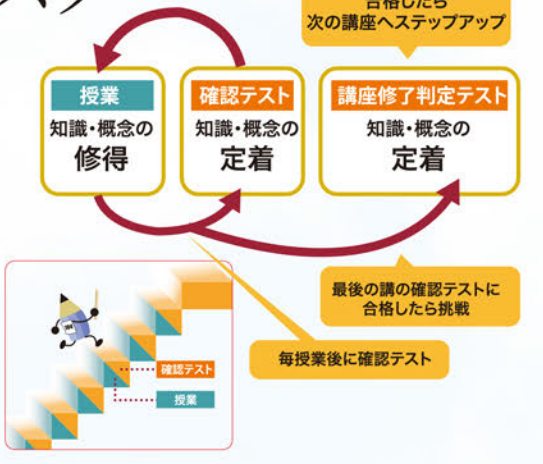 合格したら
次の講座へステップアップ
授業
知識・概念の
修得
確認テスト
知識・概念の
定着
講座修了判定テスト
知識・概念の
定着
最後の講の確認テストに
合格したら挑戦
毎授業後に確認テスト
確認テスト
授業